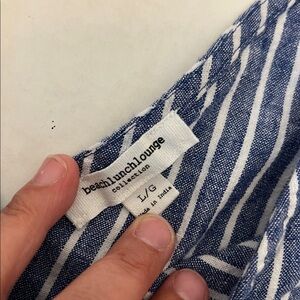 beachlunchlounge
collection
L/G
Made in India